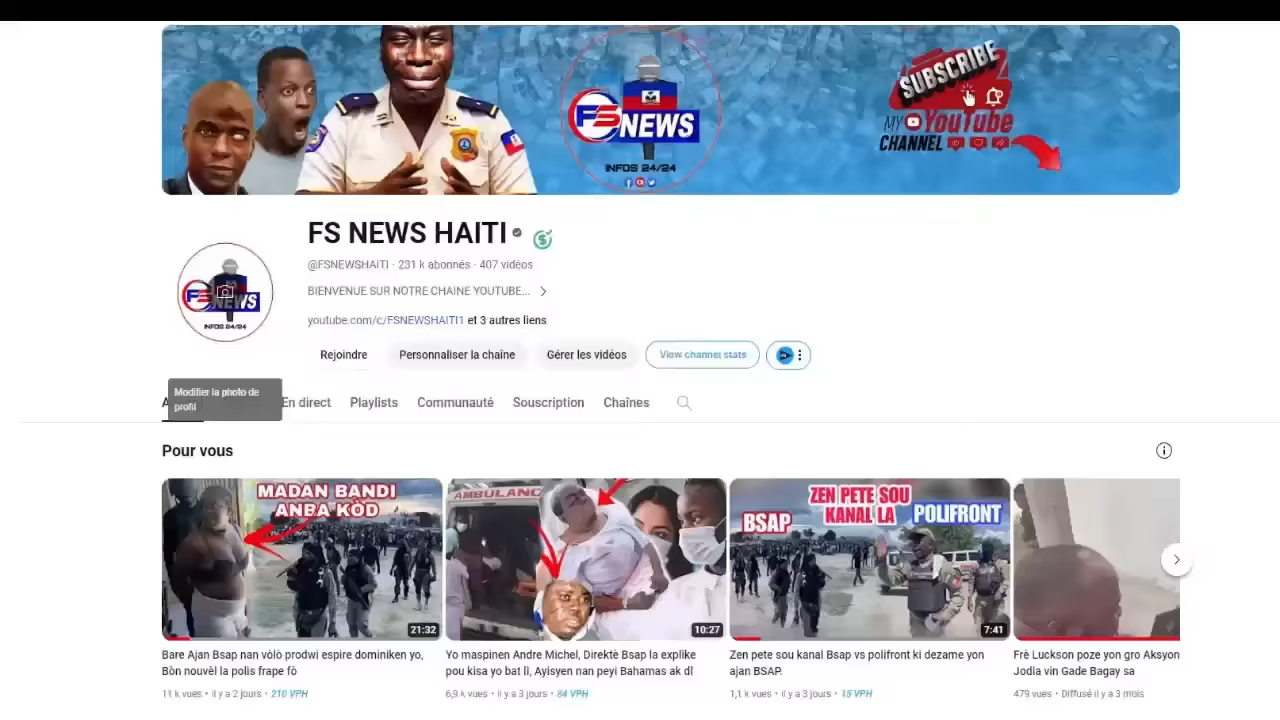 SUBSCRIBE
MY YouTube
CHANNEL
FS NEWS
INFOS 24/24
FS NEWS HAITI
@FSNEWSHAITI · 231 k abonnés · 407 vidéos
BIENVENUE SUR NOTRE CHAINE YOUTUBE...
youtube.com/c/FSNEWSHAITI1 et 3 autres liens
FS NEWS
INFOS 24/24
Rejoindre Personnaliser la chaîne Gérer les vidéos View channel stats
Modifier la photo de
profil
En direct Playlists Communauté Souscription Chaînes
Pour vous
MADAN BANDI
ANBA KÒD
21:32
AMBULANC
10:27
ZEN PETE SOU
KANAL LA
BSAP POLIFRONT
7:41
Bare Ajan Bsap nan vòlò prodwi espire dominiken yo,
Bòn nouvèl la polis frape fò
11 k vues • il y a 2 jours • 210 VPH
Yo maspinen Andre Michel, Direktè Bsap la eksplike
pou kisa yo bat li, Ayisyen nan peyi Bahamas ak dl
6,9 k vues • il y a 3 jours • 84 VPH
Zen pete sou kanal Bsap vs polifront ki dezame yon
ajan BSAP.
1,1 k vues • il y a 3 jours • 15 VPH
Frè Luckson poze yon gro Aksyon
Jodia vin Gade Bagay sa
479 vues • Diffusé il y a 3 mois